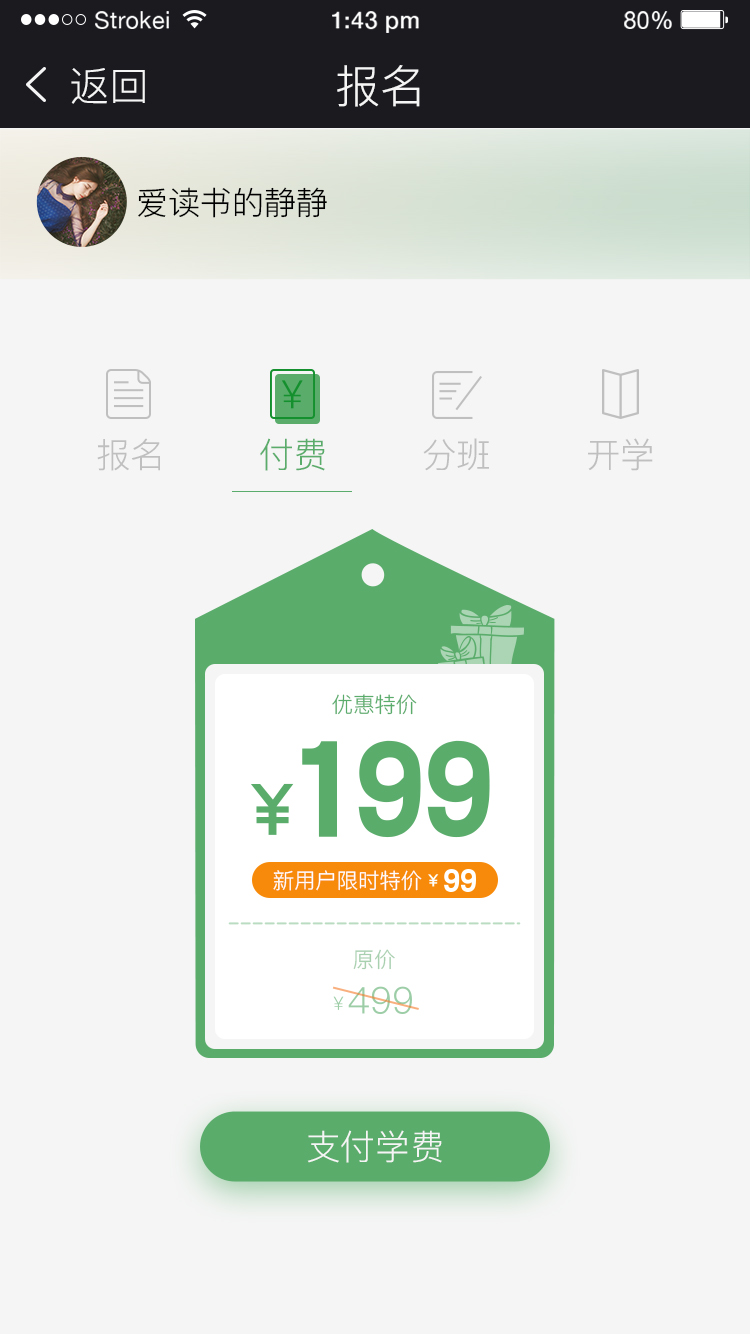 Strokei 1:43 pm 80%
返回 报名
爱读书的静静
报名 付费 分班 开学
优惠特价
¥199
新用户限时特价 ¥99
原价
¥499
支付学费